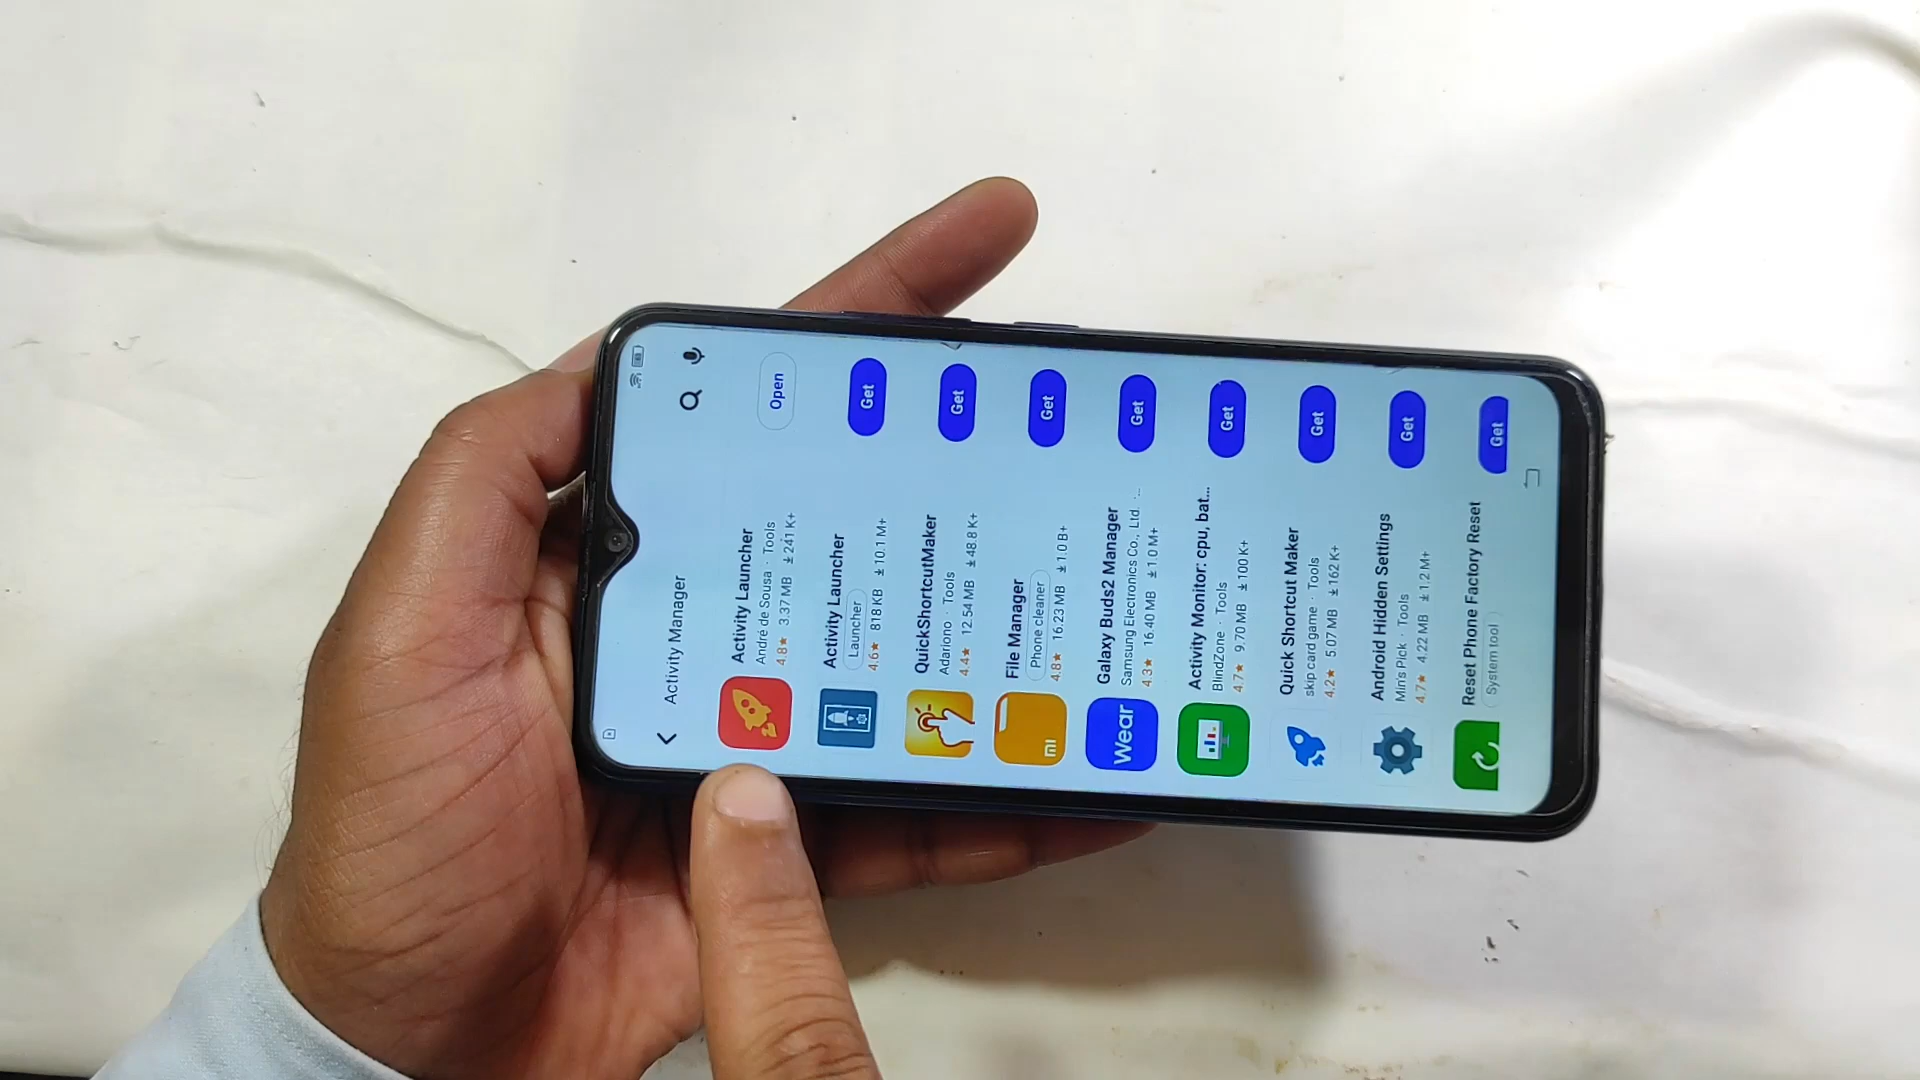 Activity Manager
Activity Launcher
André de Sousa · Tools
4.8★ 3.37 MB 241 K+
Open
Activity Launcher
Launcher
4.6★ 818 KB 10.1 M+
Get
QuickShortcutMaker
Adariono · Tools
4.4★ 12.54 MB 48.8 K+
Get
File Manager
Phone cleaner
4.8★ 16.23 MB 1.0 B+
Get
mi
Galaxy Buds2 Manager
Samsung Electronics Co., Ltd. ·...
4.3★ 16.40 MB 1.0 M+
Get
Wear
Activity Monitor: cpu, bat...
BlindZone · Tools
4.7★ 9.70 MB 100 K+
Get
Quick Shortcut Maker
skip card game · Tools
4.2★ 5.07 MB 162 K+
Get
Android Hidden Settings
Min's Pick · Tools
4.7★ 4.22 MB 1.2 M+
Get
Reset Phone Factory Reset
System tool
Get